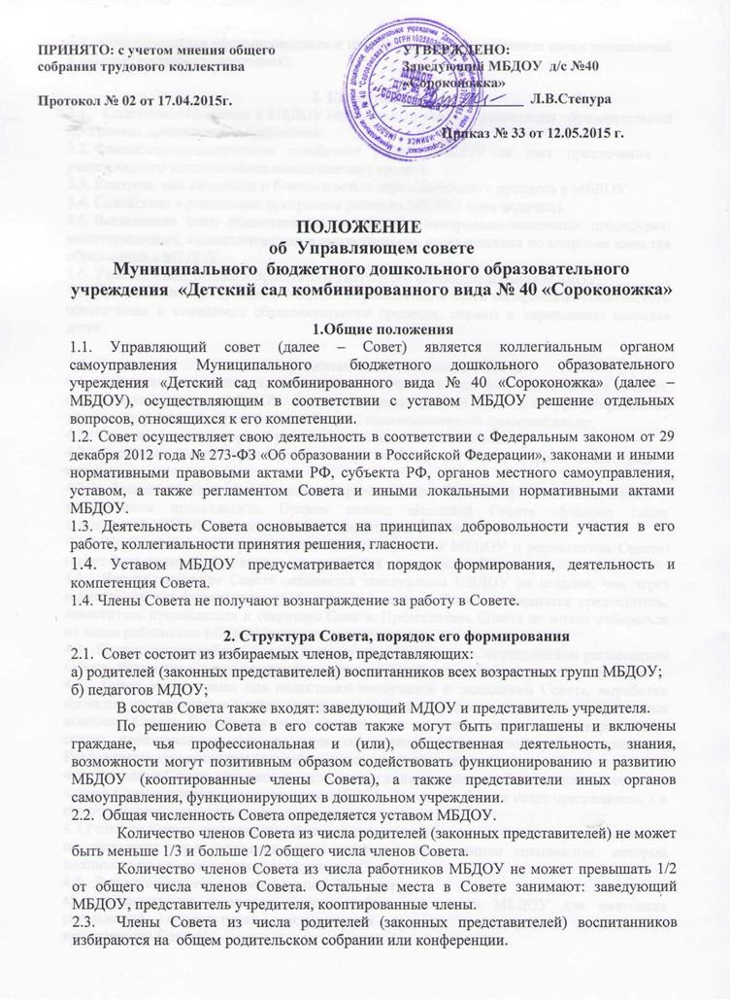 ПРИНЯТО: с учетом мнения общего
собрания трудового коллектива
Протокол № 02 от 17.04.2015г.
УТВЕРЖДЕНО:
Заведующий МБДОУ д/с №40
«Сороконожка»
Л.В.Степура
Приказ № 33 от 12.05.2015 г.
ПОЛОЖЕНИЕ
об Управляющем совете
Муниципального бюджетного дошкольного образовательного
учреждения «Детский сад комбинированного вида № 40 «Сороконожка»
1.Общие положения
1.1. Управляющий совет (далее – Совет) является коллегиальным органом
самоуправления Муниципального бюджетного дошкольного образовательного
учреждения «Детский сад комбинированного вида № 40 «Сороконожка» (далее –
МБДОУ), осуществляющим в соответствии с уставом МБДОУ решение отдельных
вопросов, относящихся к его компетенции.
1.2. Совет осуществляет свою деятельность в соответствии с Федеральным законом от 29
декабря 2012 года № 273-ФЗ «Об образовании в Российской Федерации», законами и иными
нормативными правовыми актами РФ, субъекта РФ, органов местного самоуправления,
уставом, а также регламентом Совета и иными локальными нормативными актами
МБДОУ.
1.3. Деятельность Совета основывается на принципах добровольности участия в его
работе, коллегиальности принятия решения, гласности.
1.4. Уставом МБДОУ предусматривается порядок формирования, деятельность и
компетенция Совета.
1.4. Члены Совета не получают вознаграждение за работу в Совете.
2. Структура Совета, порядок его формирования
2.1. Совет состоит из избираемых членов, представляющих:
а) родителей (законных представителей) воспитанников всех возрастных групп МБДОУ;
б) педагогов МДОУ;
В состав Совета также входят: заведующий МДОУ и представитель учредителя.
По решению Совета в его состав также могут быть приглашены и включены
граждане, чья профессиональная и (или), общественная деятельность, знания,
возможности могут позитивным образом содействовать функционированию и развитию
МБДОУ (кооптированные члены Совета), а также представители иных органов
самоуправления, функционирующих в дошкольном учреждении.
2.2. Общая численность Совета определяется уставом МБДОУ.
Количество членов Совета из числа родителей (законных представителей) не может
быть меньше 1/3 и больше 1/2 общего числа членов Совета.
Количество членов Совета из числа работников МБДОУ не может превышать 1/2
от общего числа членов Совета. Остальные места в Совете занимают: заведующий
МБДОУ, представитель учредителя, кооптированные члены.
2.3. Члены Совета из числа родителей (законных представителей) воспитанников
избираются на общем родительском собрании или конференции.